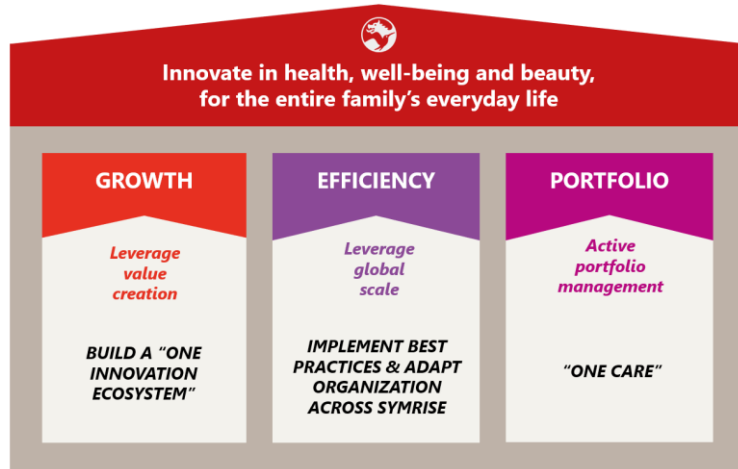 Innovate in health, well-being and beauty,
for the entire family's everyday life
GROWTH
Leverage
value
creation
BUILD A “ONE
INNOVATION
ECOSYSTEM”
EFFICIENCY
Leverage
global
scale
IMPLEMENT BEST
PRACTICES & ADAPT
ORGANIZATION
ACROSS SYMRISE
PORTFOLIO
Active
portfolio
management
“ONE CARE”